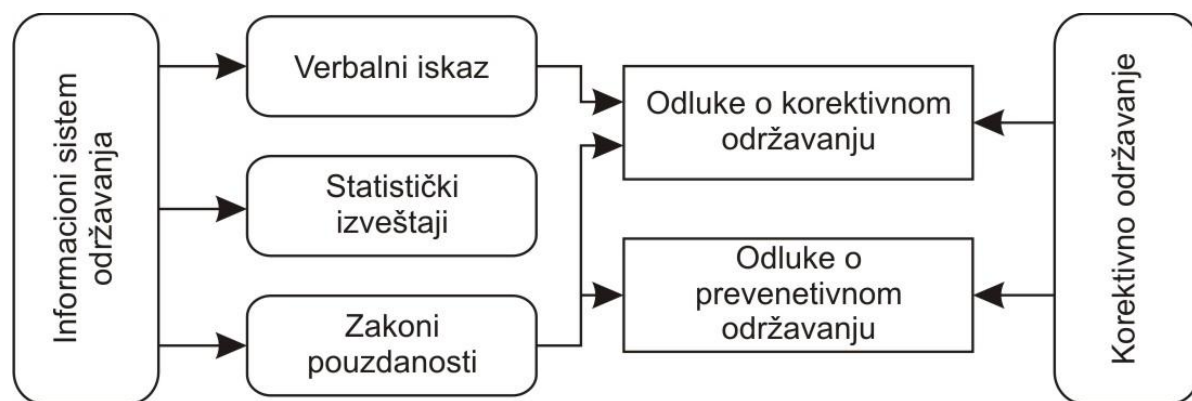 Informacioni sistem
održavanja
Verbalni iskaz
Statistički
izveštaji
Zakoni
pouzdanosti
Odluke o korektivnom
održavanju
Odluke o
prevenetivnom
održavanju
Korektivno održavanje